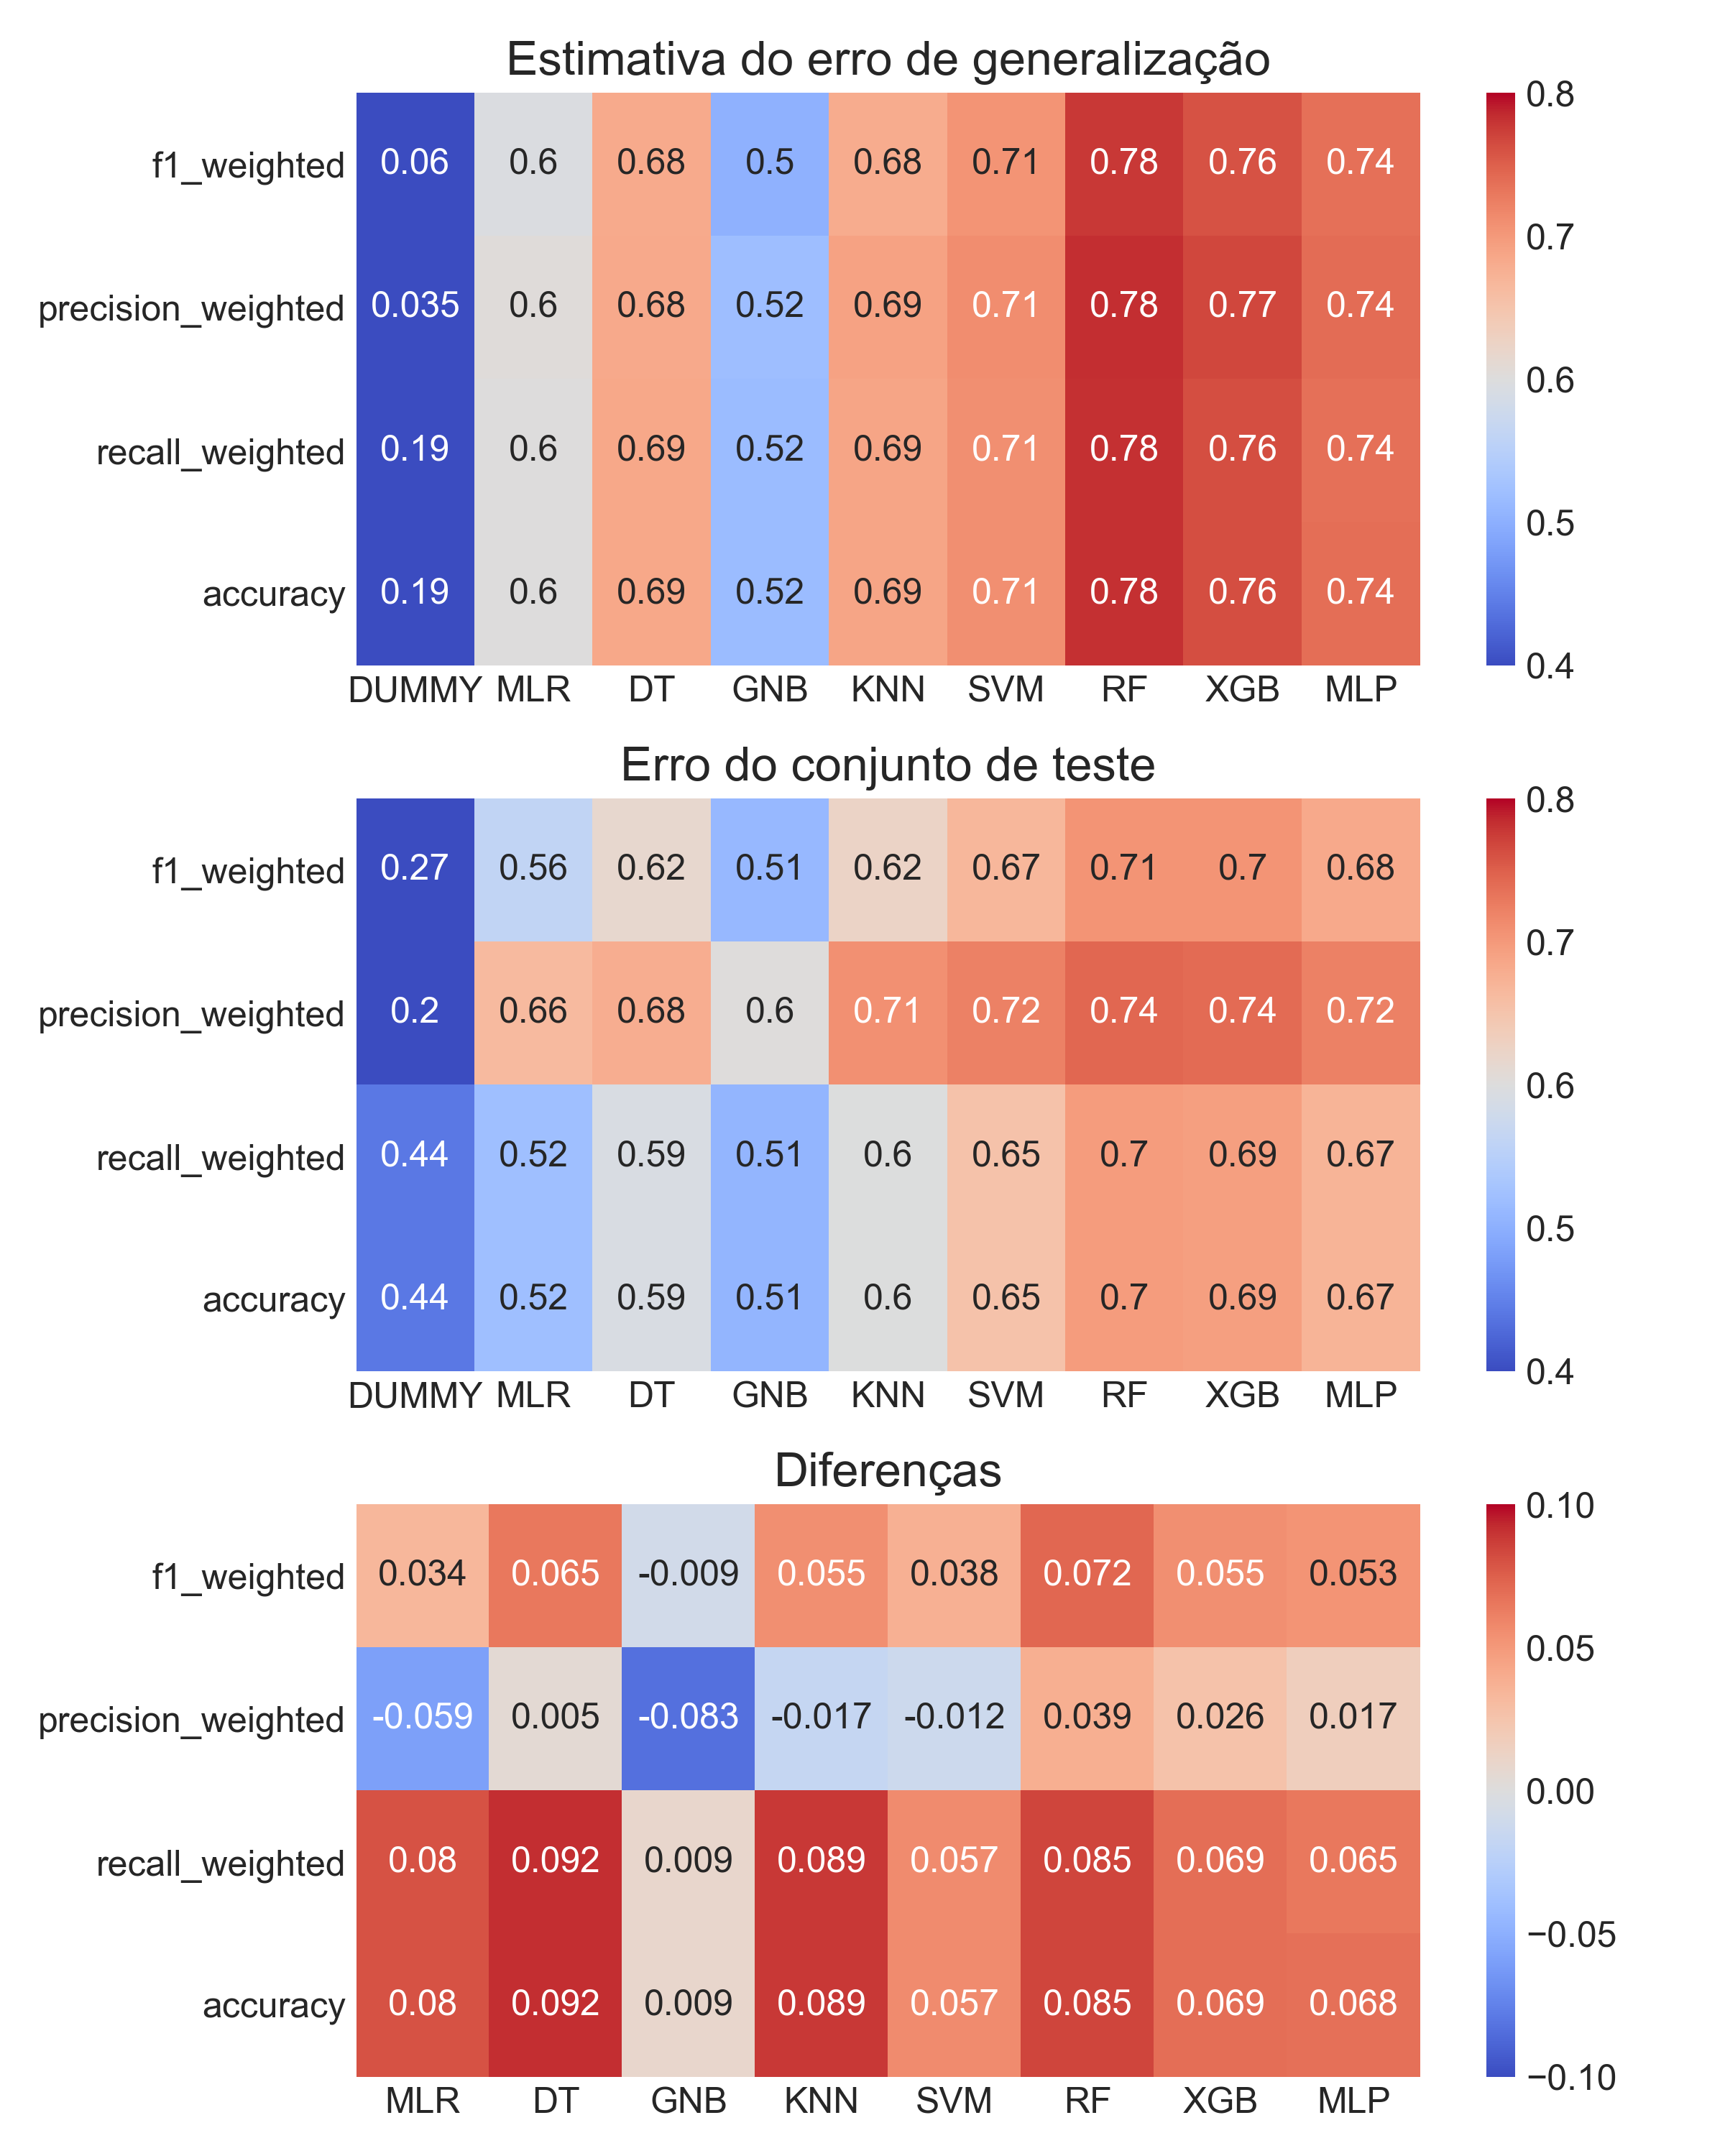 Estimativa do erro de generalização
0.8
f1_weighted 0.06 0.6 0.68 0.5 0.68 0.71 0.78 0.76 0.74
0.7
precision_weighted 0.035 0.6 0.68 0.52 0.69 0.71 0.78 0.77 0.74
0.6
recall_weighted 0.19 0.6 0.69 0.52 0.69 0.71 0.78 0.76 0.74
0.5
accuracy 0.19 0.6 0.69 0.52 0.69 0.71 0.78 0.76 0.74
0.4
DUMMY MLR DT GNB KNN SVM RF XGB MLP
Erro do conjunto de teste
0.8
f1_weighted 0.27 0.56 0.62 0.51 0.62 0.67 0.71 0.7 0.68
0.7
precision_weighted 0.2 0.66 0.68 0.6 0.71 0.72 0.74 0.74 0.72
0.6
recall_weighted 0.44 0.52 0.59 0.51 0.6 0.65 0.7 0.69 0.67
0.5
accuracy 0.44 0.52 0.59 0.51 0.6 0.65 0.7 0.69 0.67
0.4
DUMMY MLR DT GNB KNN SVM RF XGB MLP
Diferenças
0.10
f1_weighted 0.034 0.065 -0.009 0.055 0.038 0.072 0.055 0.053
0.05
precision_weighted -0.059 0.005 -0.083 -0.017 -0.012 0.039 0.026 0.017
0.00
recall_weighted 0.08 0.092 0.009 0.089 0.057 0.085 0.069 0.065
−0.05
accuracy 0.08 0.092 0.009 0.089 0.057 0.085 0.069 0.068
−0.10
MLR DT GNB KNN SVM RF XGB MLP